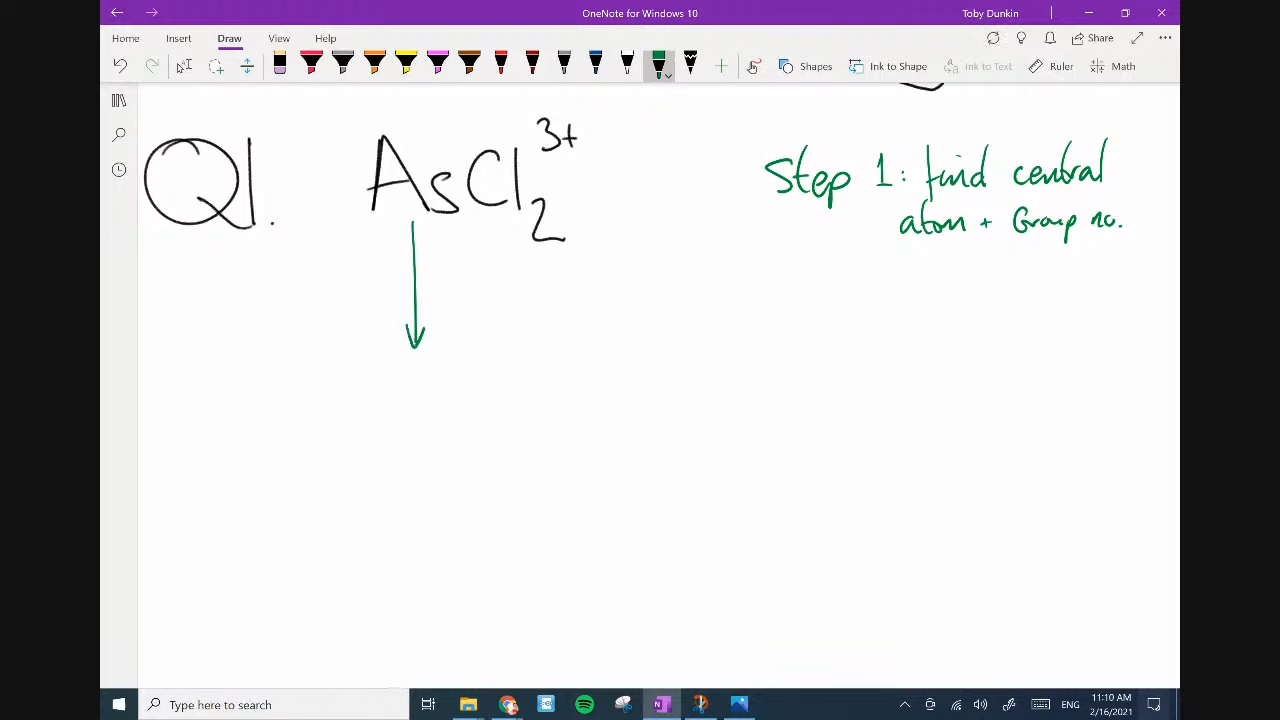 OneNote for Windows 10
Toby Dunkin
Home Insert Draw View Help
Share
Shapes
Ink to Shape
Ink to Text
Ruler
Math
Q1. AsCl₂³⁺
Step 1: find central
atom + Group no.
Type here to search
ENG
11:10 AM
2/16/2021